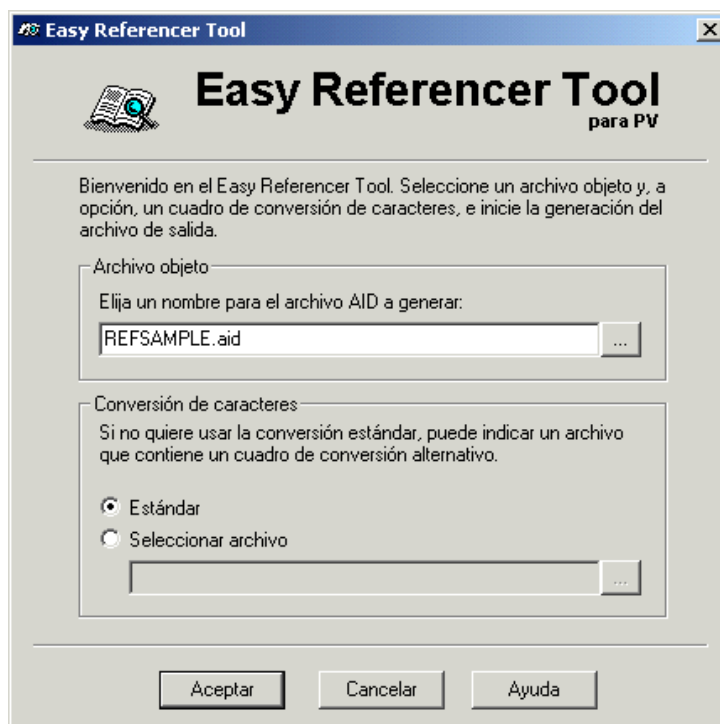 Easy Referencer Tool
Easy Referencer Tool
para PV
Bienvenido en el Easy Referencer Tool. Seleccione un archivo objeto y, a
opción, un cuadro de conversión de caracteres, e inicie la generación del
archivo de salida.
Archivo objeto
Elija un nombre para el archivo AID a generar:
REFSAMPLE.aid
...
Conversión de caracteres
Si no quiere usar la conversión estándar, puede indicar un archivo
que contiene un cuadro de conversión alternativo.
Estándar
Seleccionar archivo
...
Aceptar Cancelar Ayuda